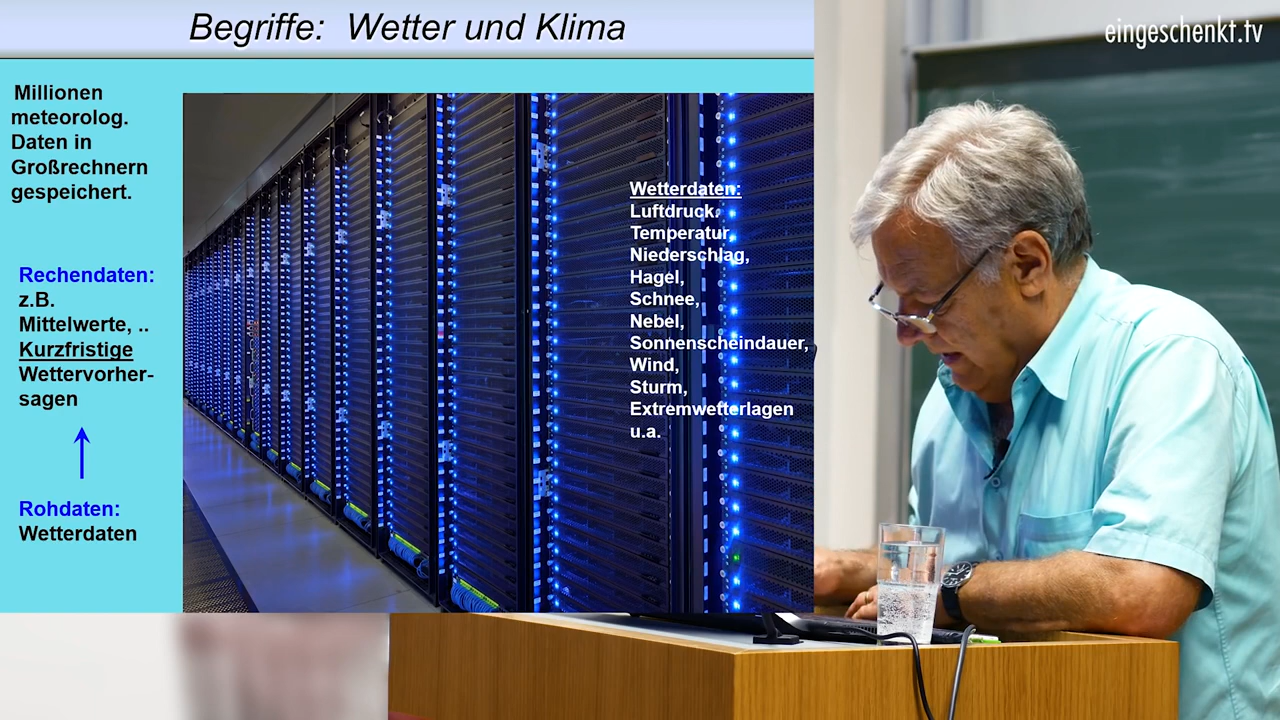 Begriffe: Wetter und Klima
eingeschenkt.tv
Millionen
meteorolog.
Daten in
Großrechnern
gespeichert.
Rechendaten:
z.B.
Mittelwerte, ..
Kurzfristige
Wettervorher-
sagen
Rohdaten:
Wetterdaten
Wetterdaten:
Luftdruck,
Temperatur,
Niederschlag,
Hagel,
Schnee,
Nebel,
Sonnenscheindauer,
Wind,
Sturm,
Extremwetterlagen
u.a.